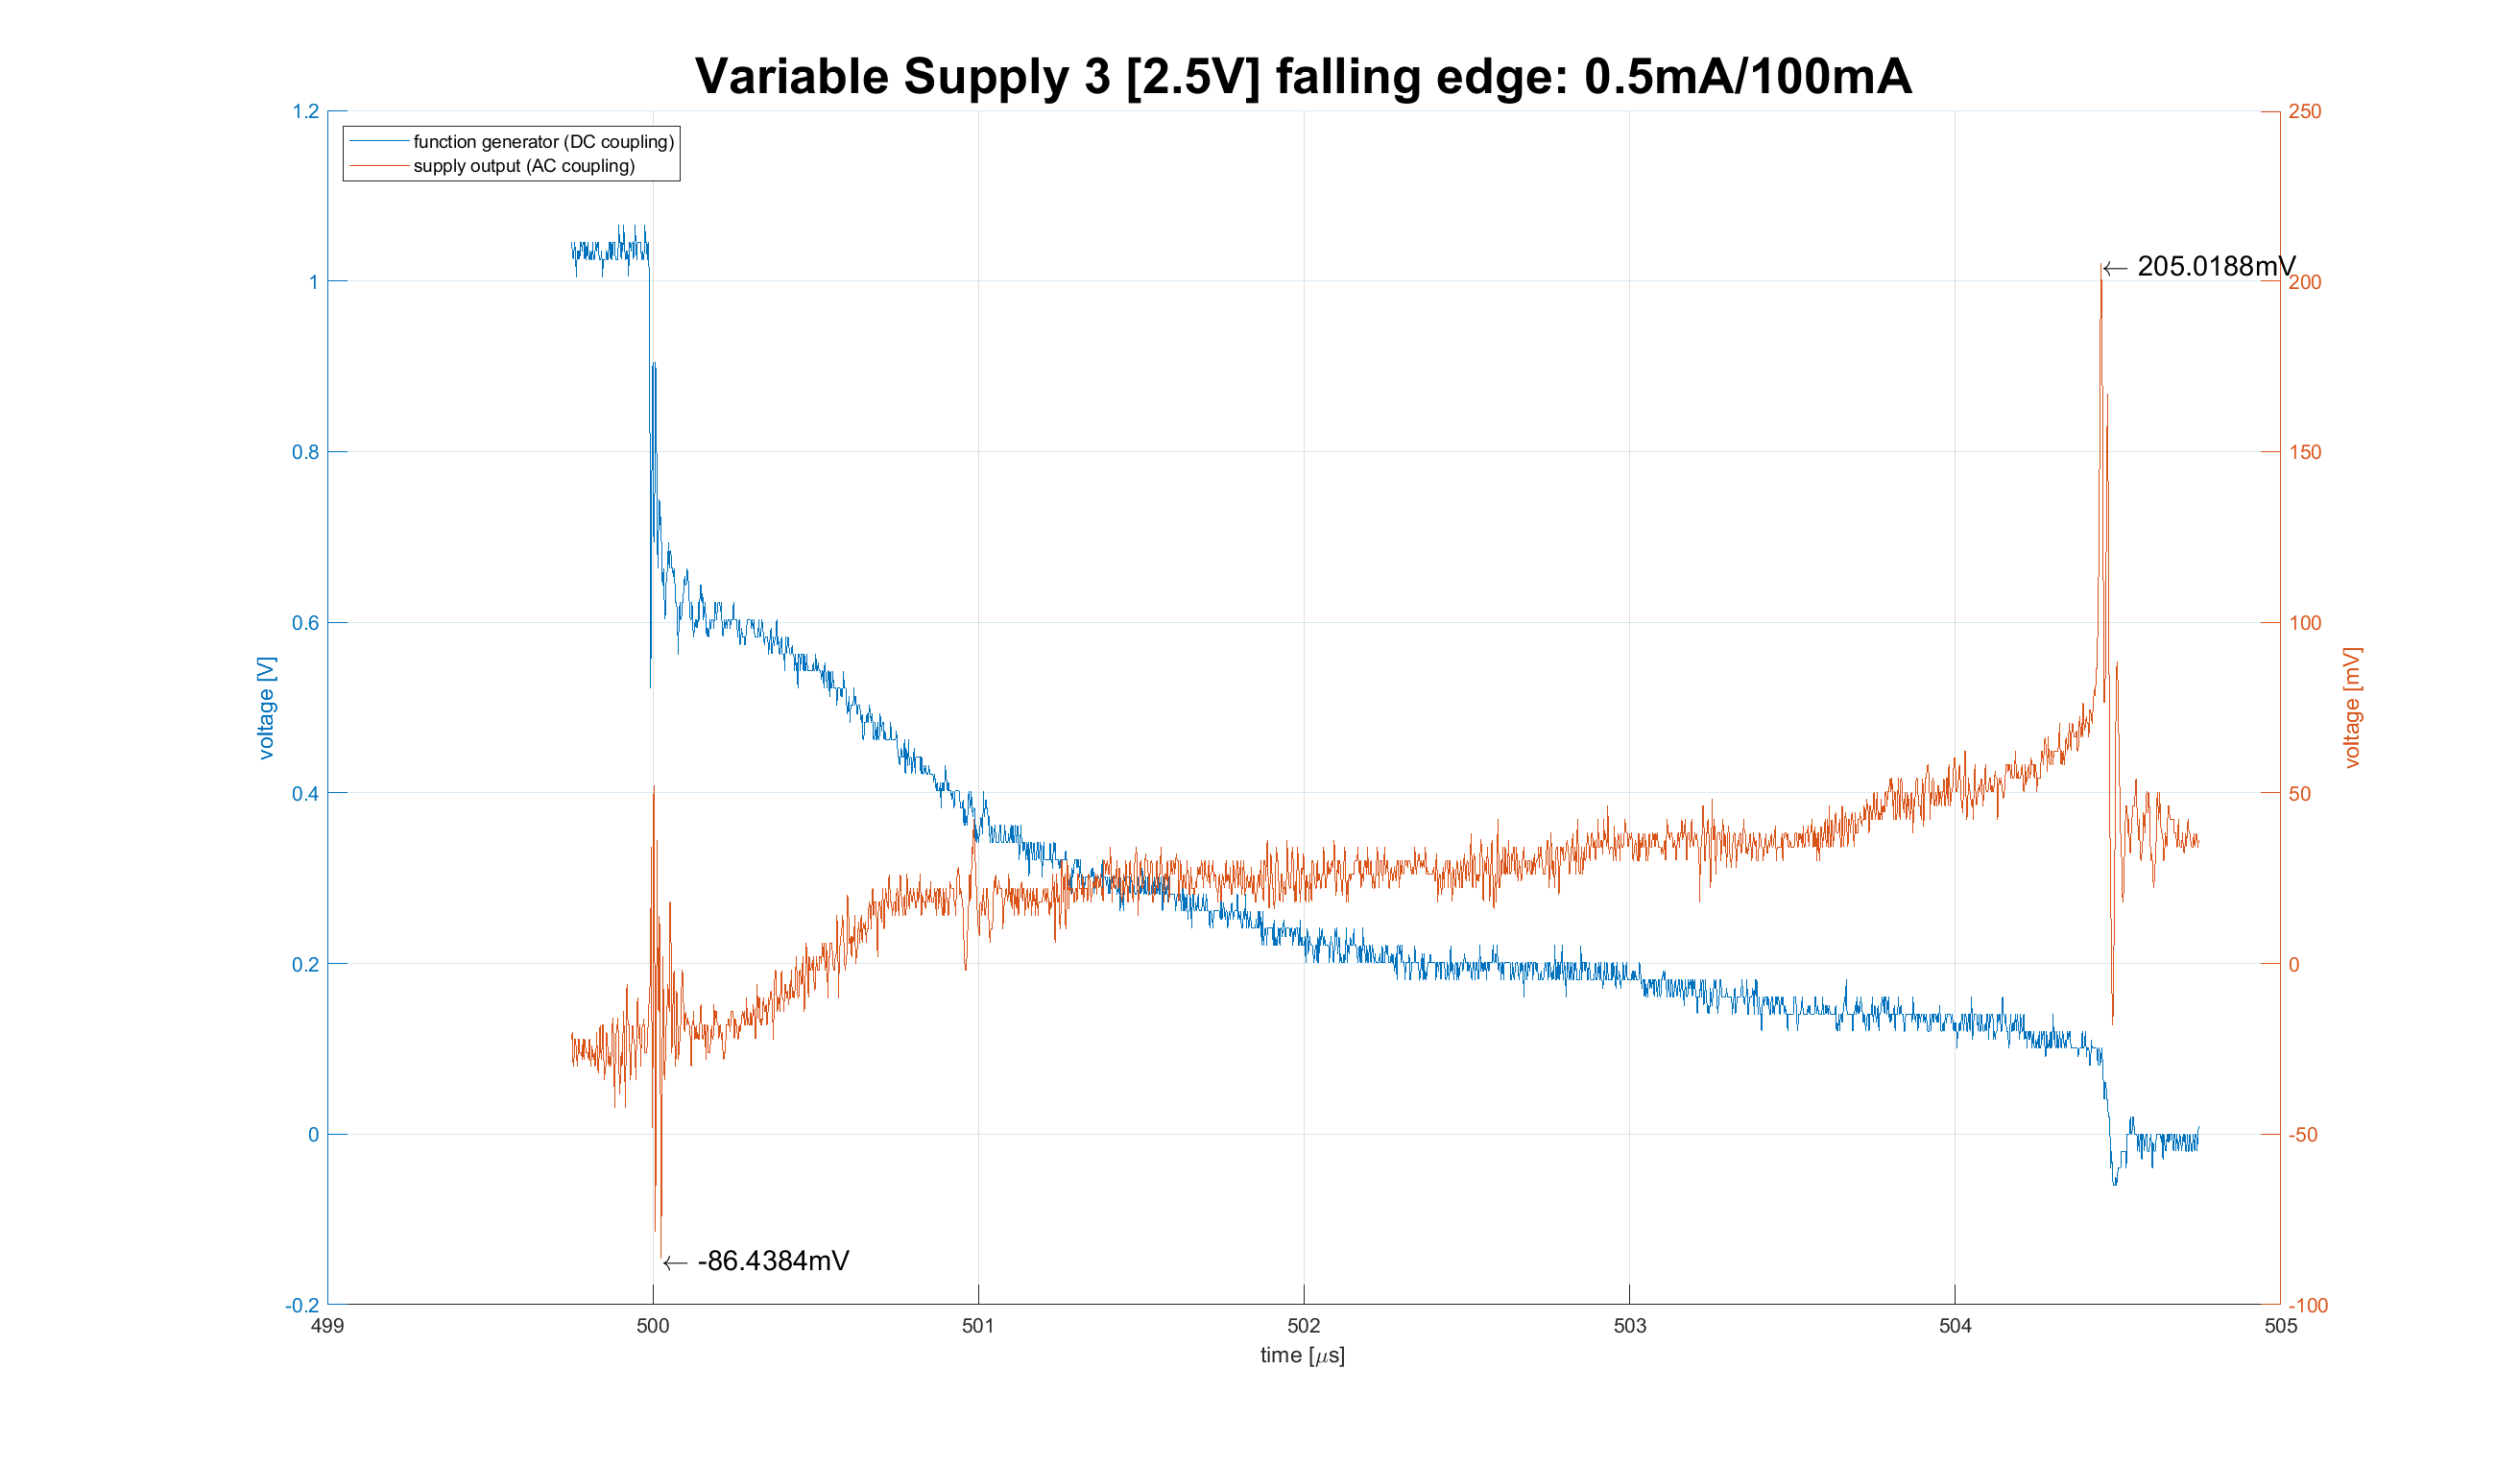 Variable Supply 3 [2.5V] falling edge: 0.5mA/100mA
function generator (DC coupling)
supply output (AC coupling)
1.2
1
0.8
0.6
0.4
0.2
0
-0.2
voltage [V]
250
200
150
100
50
0
-50
-100
voltage [mV]
← 205.0188mV
← -86.4384mV
499
500
501
502
503
504
505
time [μs]